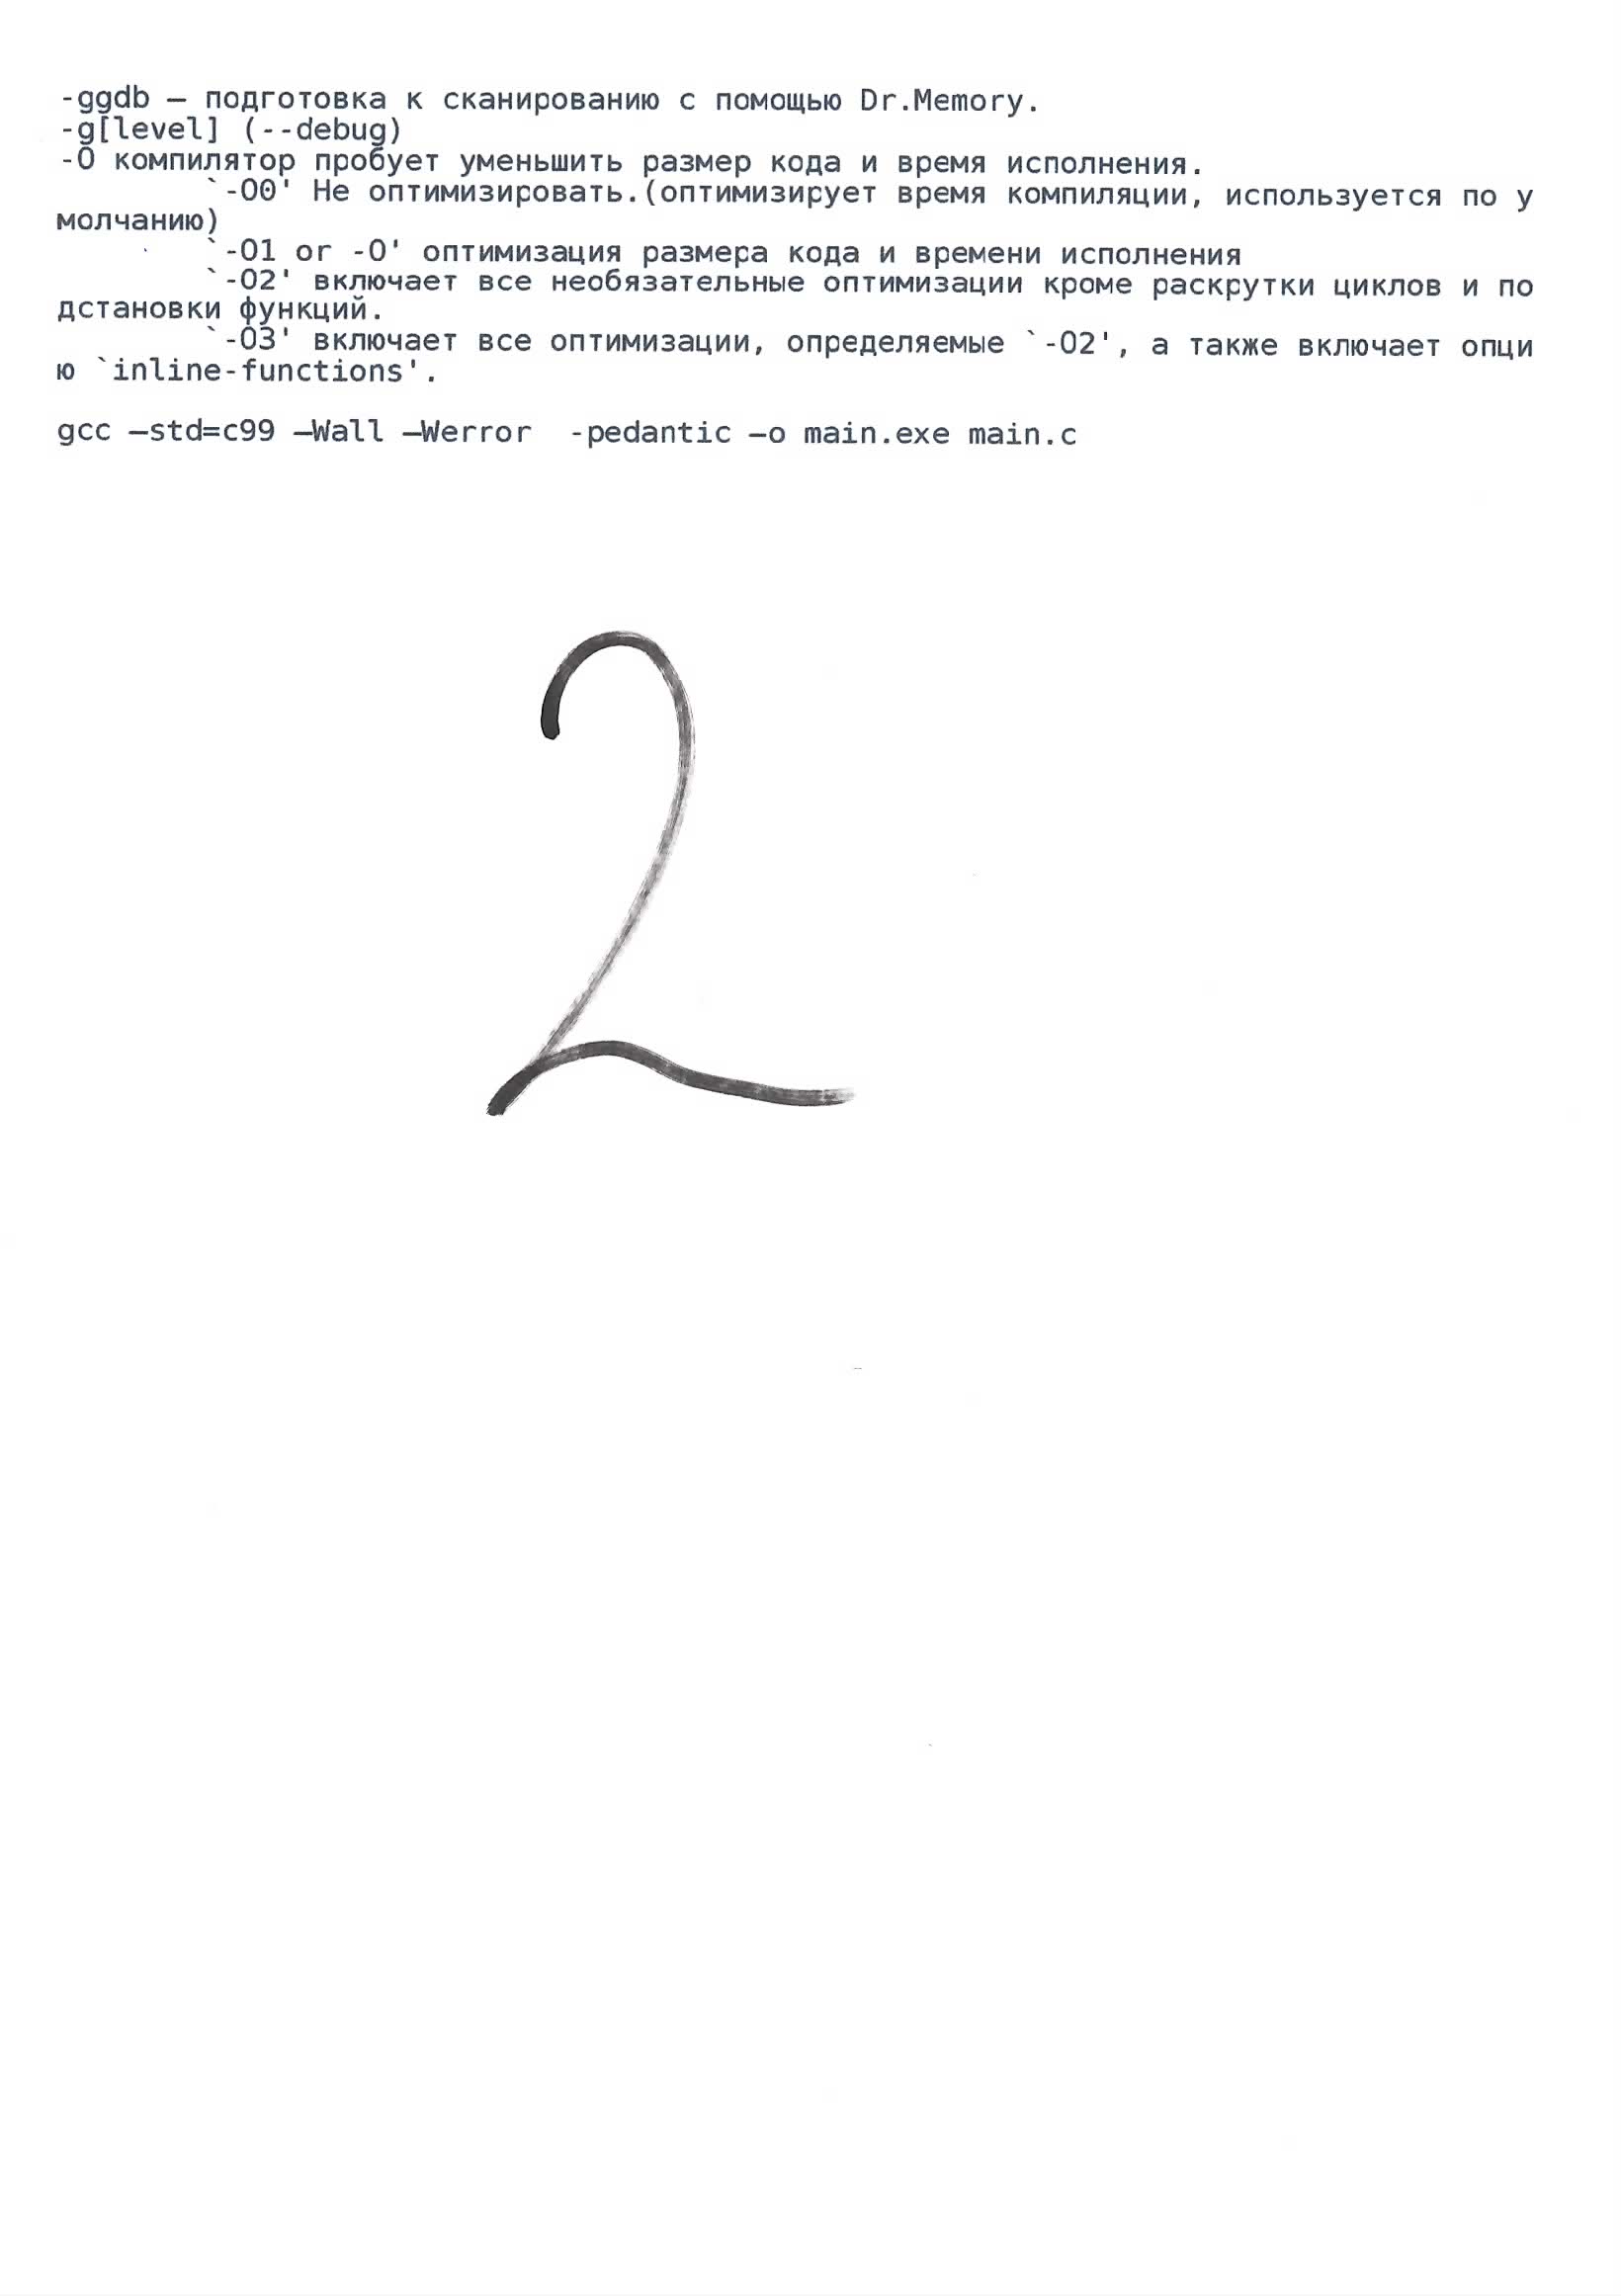 -ggdb — подготовка к сканированию с помощью Dr.Memory.
-g[level] (--debug)
-O компилятор пробует уменьшить размер кода и время исполнения.
`-O0' Не оптимизировать.(оптимизирует время компиляции, используется по у
молчанию)
`-O1 or -O' оптимизация размера кода и времени исполнения
`-O2' включает все необязательные оптимизации кроме раскрутки циклов и по
дстановки функций.
`-O3' включает все оптимизации, определяемые `-O2', а также включает опци
ю `inline-functions'.
gcc —std=c99 —Wall —Werror  -pedantic —o main.exe main.c
2